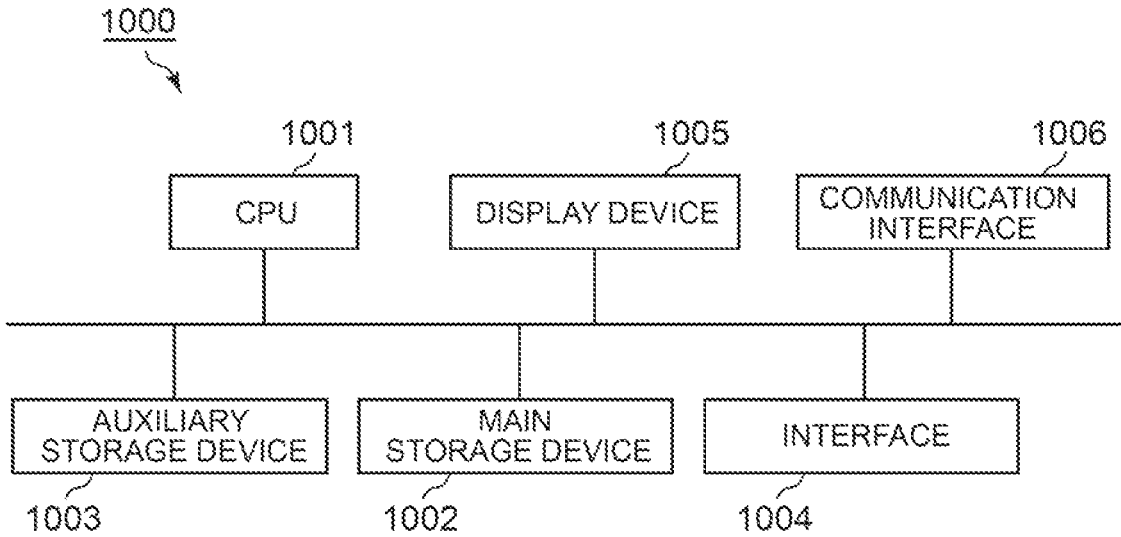 1000
1001
1005
1006
CPU
DISPLAY DEVICE
COMMUNICATION
INTERFACE
AUXILIARY
STORAGE DEVICE
MAIN
STORAGE DEVICE
INTERFACE
1003
1002
1004